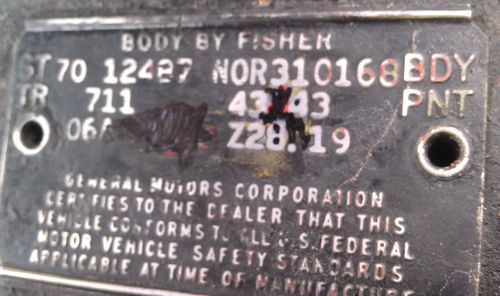 BODY BY FISHER
ST 70 12487 NOR310168 BDY
TR 711 43 43 PNT
06A Z28.19
GENERAL MOTORS CORPORATION
CERTIFIES TO THE DEALER THAT THIS
VEHICLE CONFORMS TO ALL U.S. FEDERAL
MOTOR VEHICLE SAFETY STANDARDS
APPLICABLE AT TIME OF MANUFACTURE